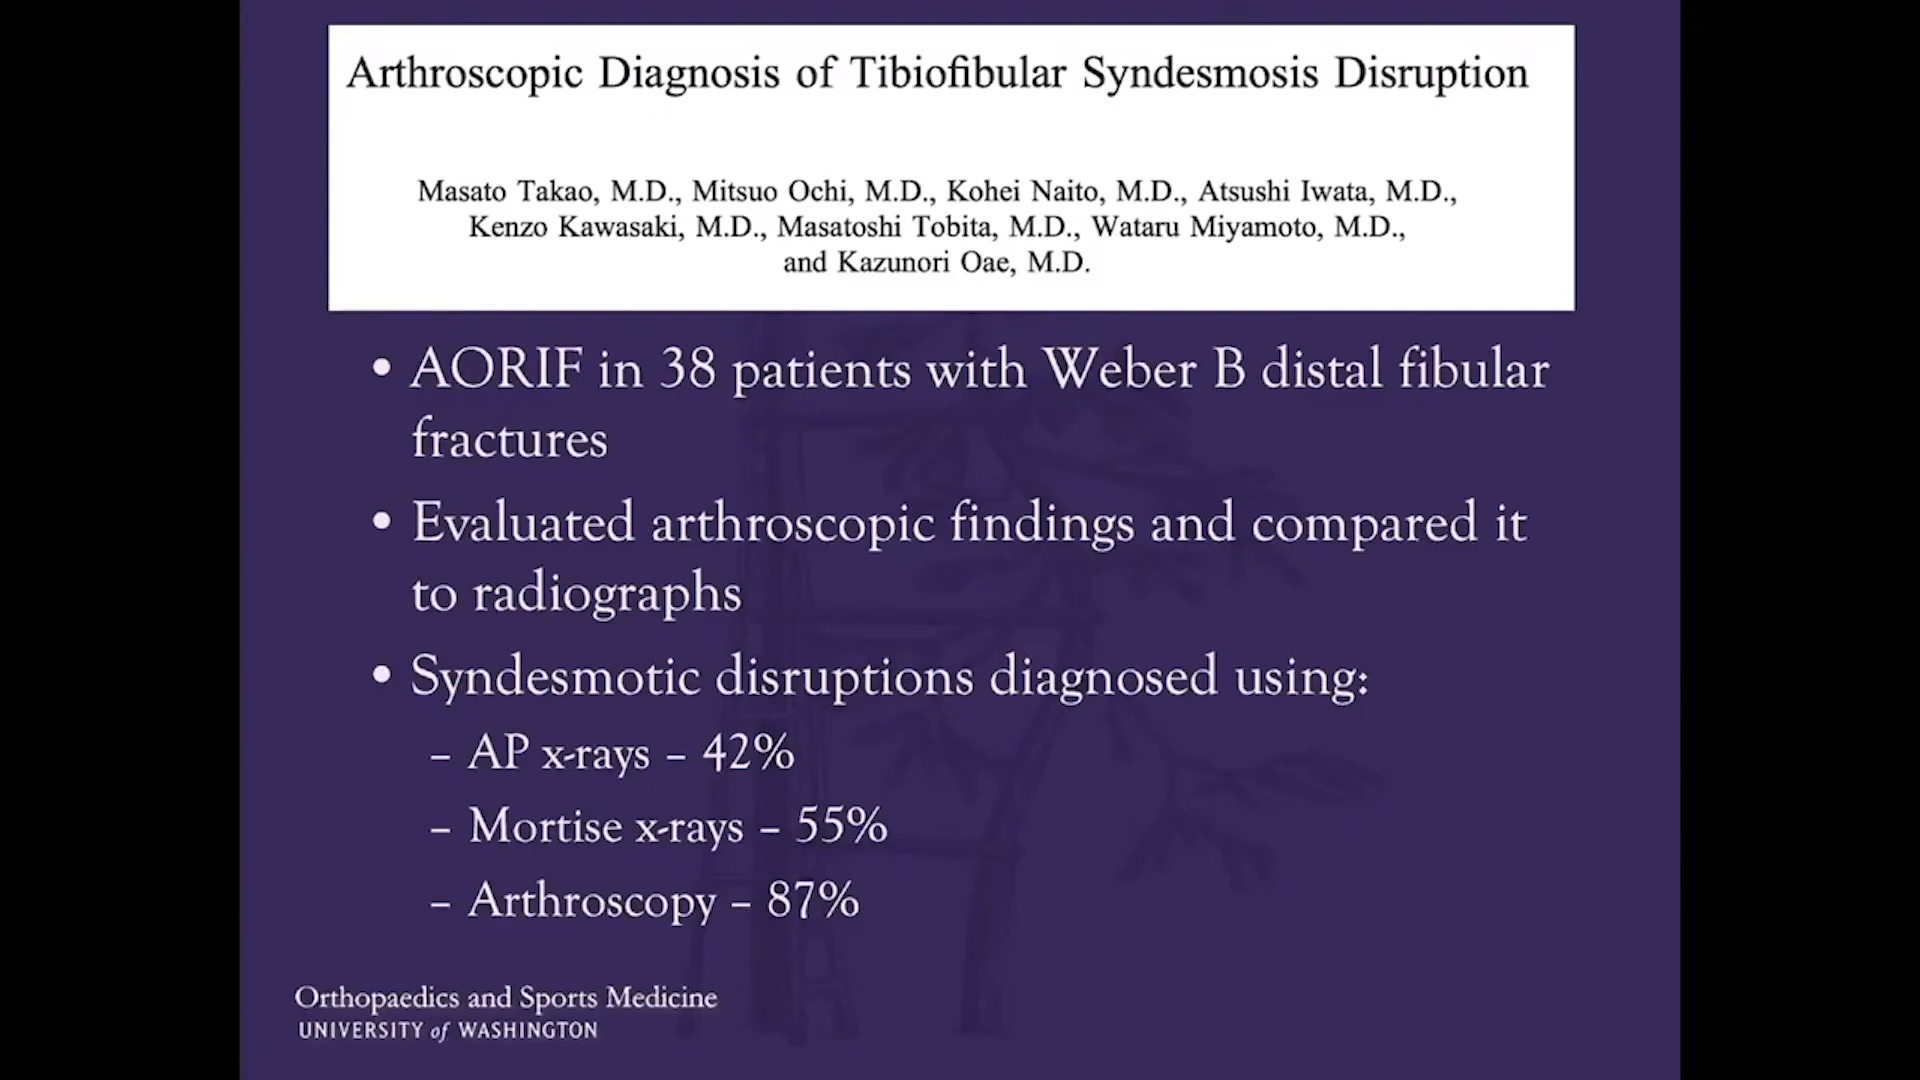 Arthroscopic Diagnosis of Tibiofibular Syndesmosis Disruption
Masato Takao, M.D., Mitsuo Ochi, M.D., Kohei Naito, M.D., Atsushi Iwata, M.D.,
Kenzo Kawasaki, M.D., Masatoshi Tobita, M.D., Wataru Miyamoto, M.D.,
and Kazunori Oae, M.D.
• AORIF in 38 patients with Weber B distal fibular
fractures
• Evaluated arthroscopic findings and compared it
to radiographs
• Syndesmotic disruptions diagnosed using:
– AP x-rays – 42%
– Mortise x-rays – 55%
– Arthroscopy – 87%
Orthopaedics and Sports Medicine
UNIVERSITY of WASHINGTON